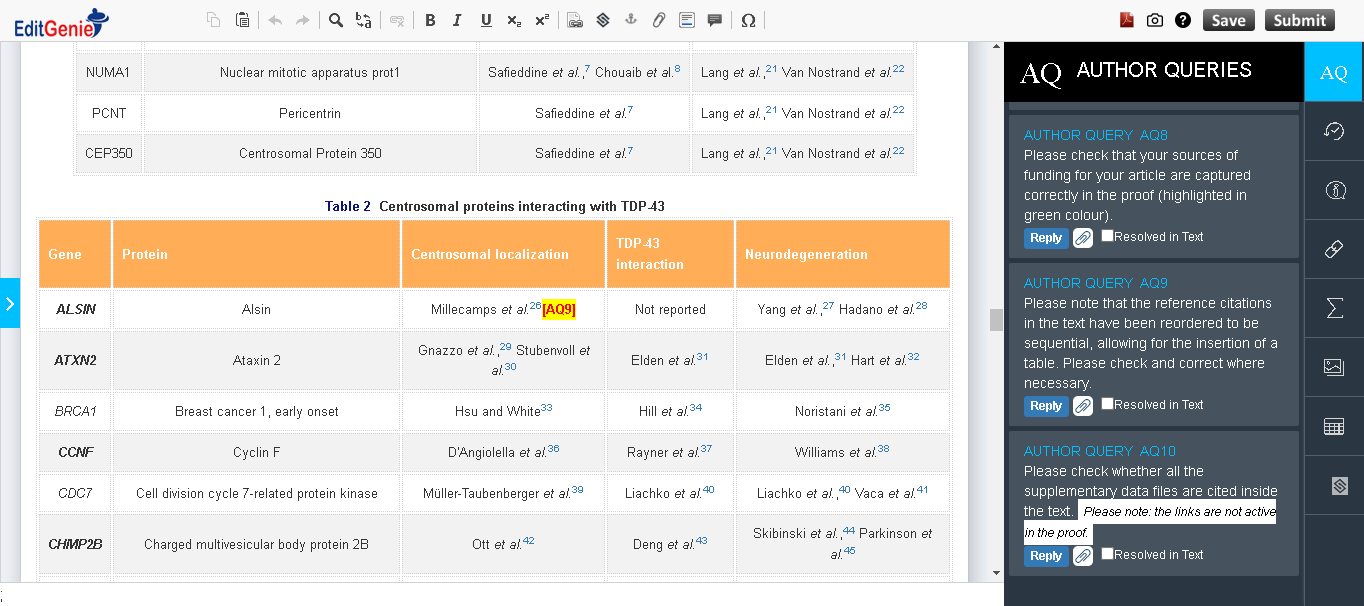 EditGenie
B I U X₂ X² Ω
Save Submit
NUMA1 Nuclear mitotic apparatus prot1 Safieddine et al.,7 Chouaib et al.8 Lang et al.,21 Van Nostrand et al.22
PCNT Pericentrin Safieddine et al.7 Lang et al.,21 Van Nostrand et al.22
CEP350 Centrosomal Protein 350 Safieddine et al.7 Lang et al.,21 Van Nostrand et al.22
Table 2 Centrosomal proteins interacting with TDP-43
Gene Protein Centrosomal localization TDP-43 interaction Neurodegeneration
ALSIN Alsin Millecamps et al.26[AQ9] Not reported Yang et al.,27 Hadano et al.28
ATXN2 Ataxin 2 Gnazzo et al.,29 Stubenvoll et al.30 Elden et al.31 Elden et al.,31 Hart et al.32
BRCA1 Breast cancer 1, early onset Hsu and White33 Hill et al.34 Noristani et al.35
CCNF Cyclin F D'Angiolella et al.36 Rayner et al.37 Williams et al.38
CDC7 Cell division cycle 7-related protein kinase Müller-Taubenberger et al.39 Liachko et al.40 Liachko et al.,40 Vaca et al.41
CHMP2B Charged multivesicular body protein 2B Ott et al.42 Deng et al.43 Skibinski et al.,44 Parkinson et al.45
;
AQ AUTHOR QUERIES
AQ
AUTHOR QUERY AQ8
Please check that your sources of
funding for your article are captured
correctly in the proof (highlighted in
green colour).
Reply Resolved in Text
AUTHOR QUERY AQ9
Please note that the reference citations
in the text have been reordered to be
sequential, allowing for the insertion of a
table. Please check and correct where
necessary.
Reply Resolved in Text
AUTHOR QUERY AQ10
Please check whether all the
supplementary data files are cited inside
the text. Please note: the links are not active
in the proof.
Reply Resolved in Text